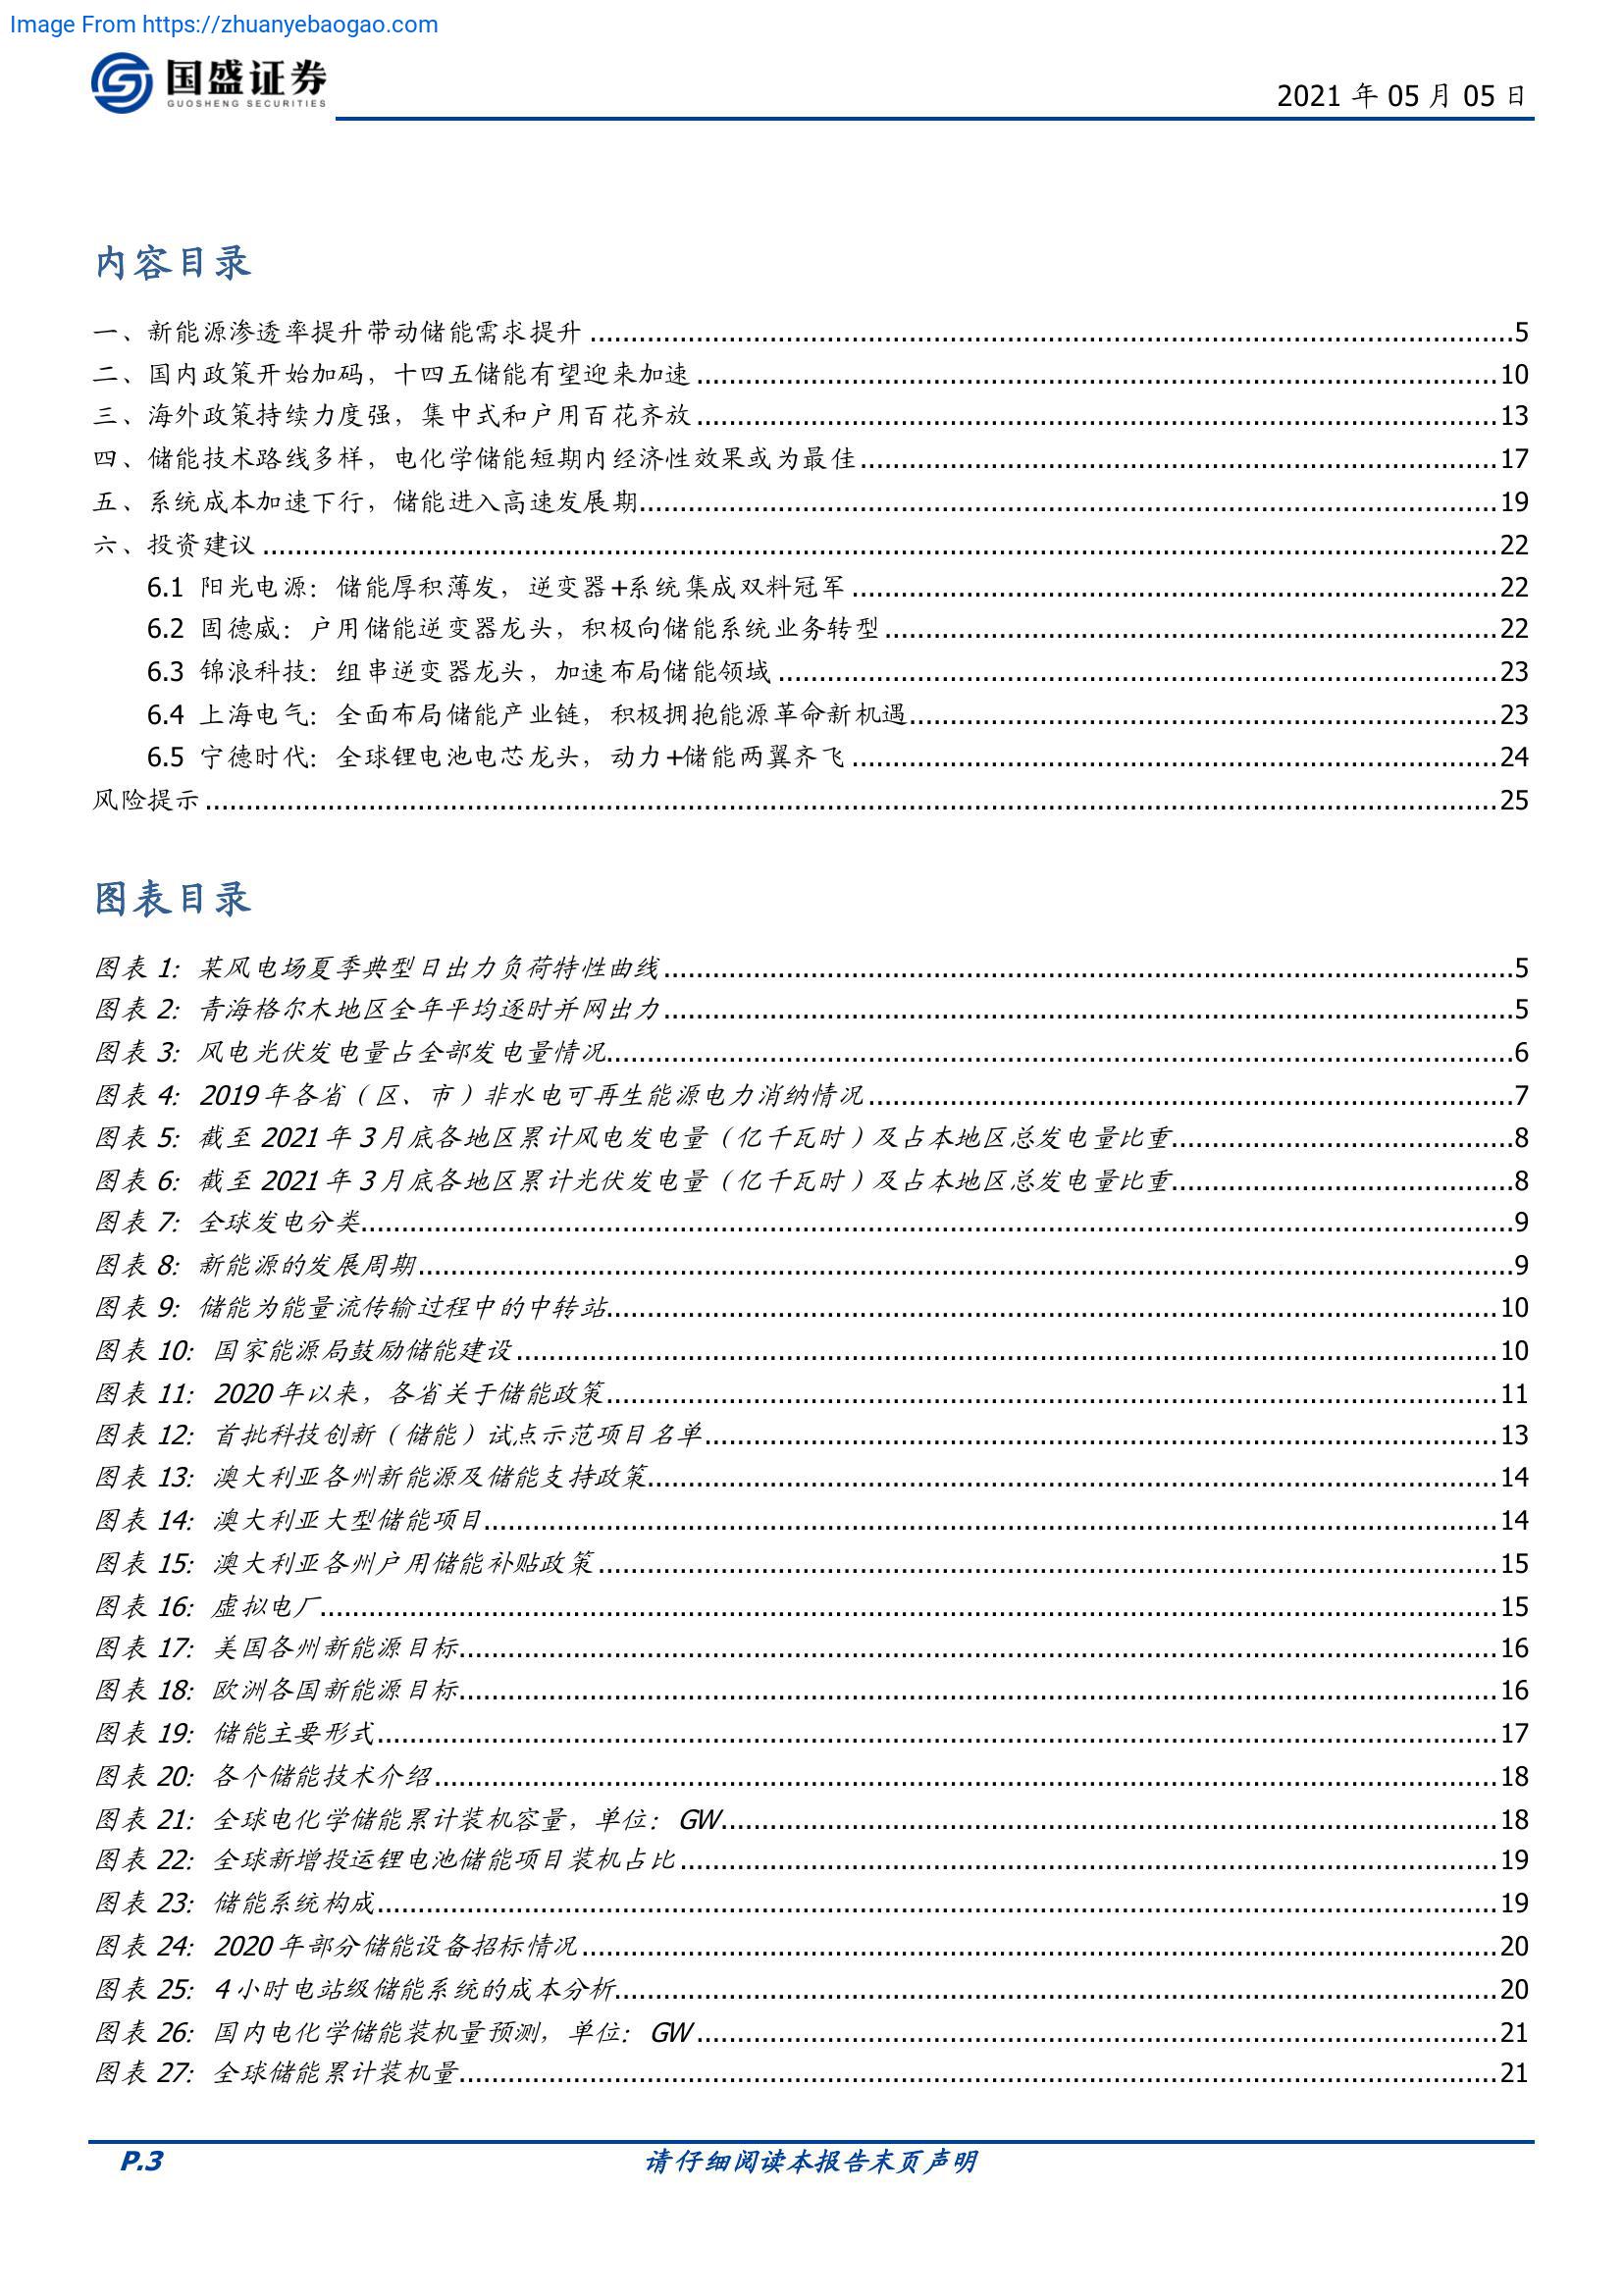 Image From https://zhuanyebaogao.com
国盛证券
GUOSHENG SECURITIES
2021 年 05 月 05 日
内容目录
一、新能源渗透率提升带动储能需求提升 5
二、国内政策开始加码，十四五储能有望迎来加速 10
三、海外政策持续力度强，集中式和户用百花齐放 13
四、储能技术路线多样，电化学储能短期内经济性效果或为最佳 17
五、系统成本加速下行，储能进入高速发展期 19
六、投资建议 22
6.1 阳光电源：储能厚积薄发，逆变器+系统集成双料冠军 22
6.2 固德威：户用储能逆变器龙头，积极向储能系统业务转型 22
6.3 锦浪科技：组串逆变器龙头，加速布局储能领域 23
6.4 上海电气：全面布局储能产业链，积极拥抱能源革命新机遇 23
6.5 宁德时代：全球锂电池电芯龙头，动力+储能两翼齐飞 24
风险提示 25
图表目录
图表 1：某风电场夏季典型日出力负荷特性曲线 5
图表 2：青海格尔木地区全年平均逐时并网出力 5
图表 3：风电光伏发电量占全部发电量情况 6
图表 4：2019 年各省（区、市）非水电可再生能源电力消纳情况 7
图表 5：截至 2021 年 3 月底各地区累计风电发电量（亿千瓦时）及占本地区总发电量比重 8
图表 6：截至 2021 年 3 月底各地区累计光伏发电量（亿千瓦时）及占本地区总发电量比重 8
图表 7：全球发电分类 9
图表 8：新能源的发展周期 9
图表 9：储能为能量流传输过程中的中转站 10
图表 10：国家能源局鼓励储能建设 10
图表 11：2020 年以来，各省关于储能政策 11
图表 12：首批科技创新（储能）试点示范项目名单 13
图表 13：澳大利亚各州新能源及储能支持政策 14
图表 14：澳大利亚大型储能项目 14
图表 15：澳大利亚各州户用储能补贴政策 15
图表 16：虚拟电厂 15
图表 17：美国各州新能源目标 16
图表 18：欧洲各国新能源目标 16
图表 19：储能主要形式 17
图表 20：各个储能技术介绍 18
图表 21：全球电化学储能累计装机容量，单位：GW 18
图表 22：全球新增投运锂电池储能项目装机占比 19
图表 23：储能系统构成 19
图表 24：2020 年部分储能设备招标情况 20
图表 25：4 小时电站级储能系统的成本分析 20
图表 26：国内电化学储能装机量预测，单位：GW 21
图表 27：全球储能累计装机量 21
P.3 请仔细阅读本报告末页声明